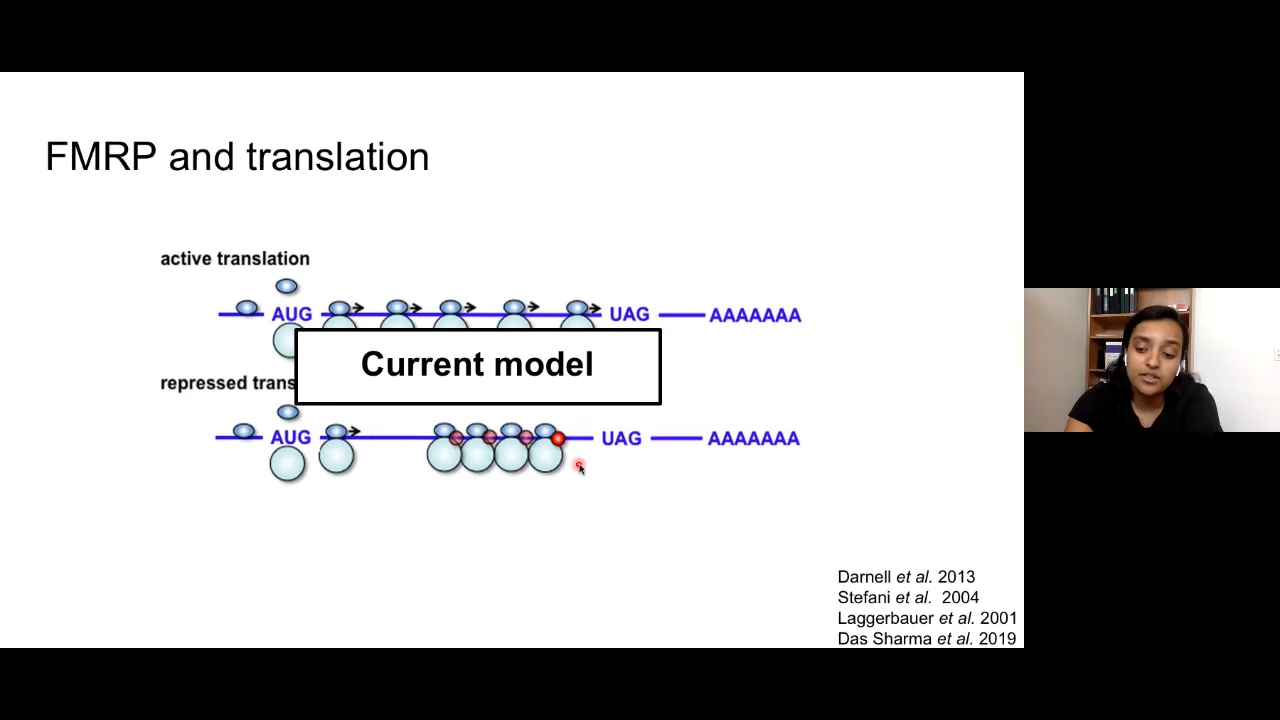 FMRP and translation
active translation
AUG UAG AAAAAAA
Current model
repressed trans
AUG UAG AAAAAAA
Darnell et al. 2013
Stefani et al. 2004
Laggerbauer et al. 2001
Das Sharma et al. 2019